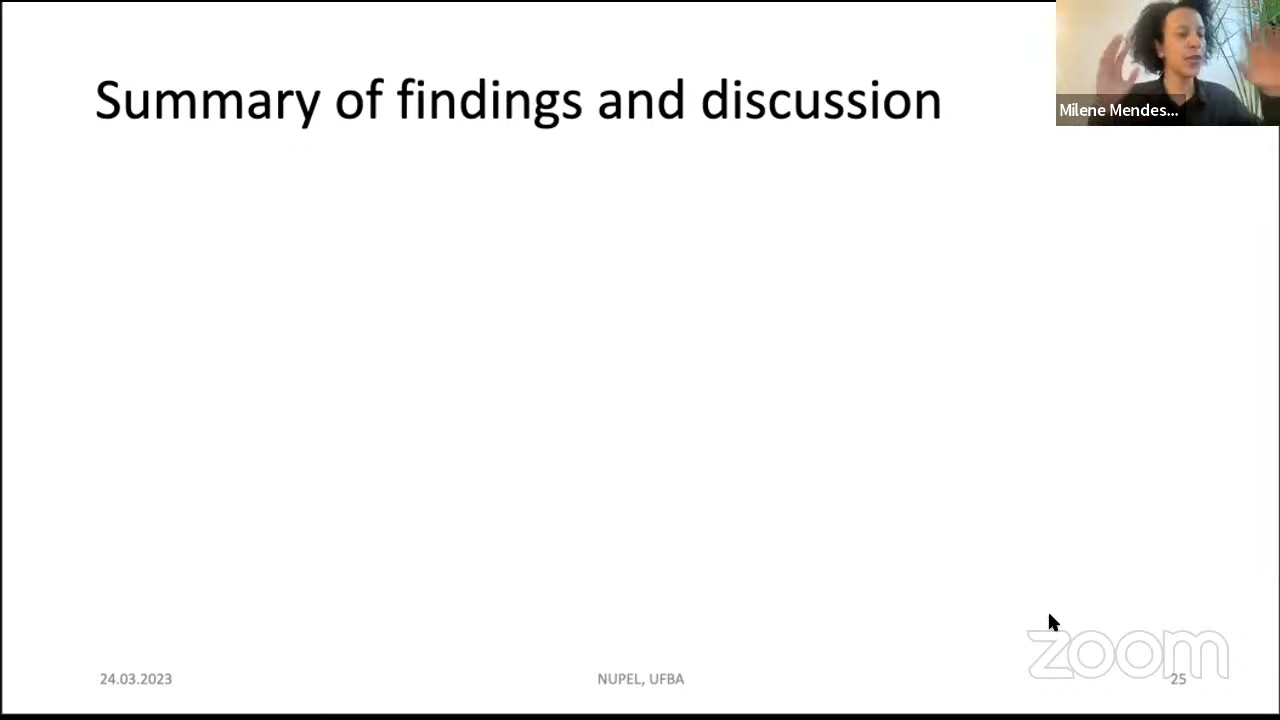 Summary of findings and discussion
Milene Mendes...
24.03.2023
NUPEL, UFBA
25
zoom